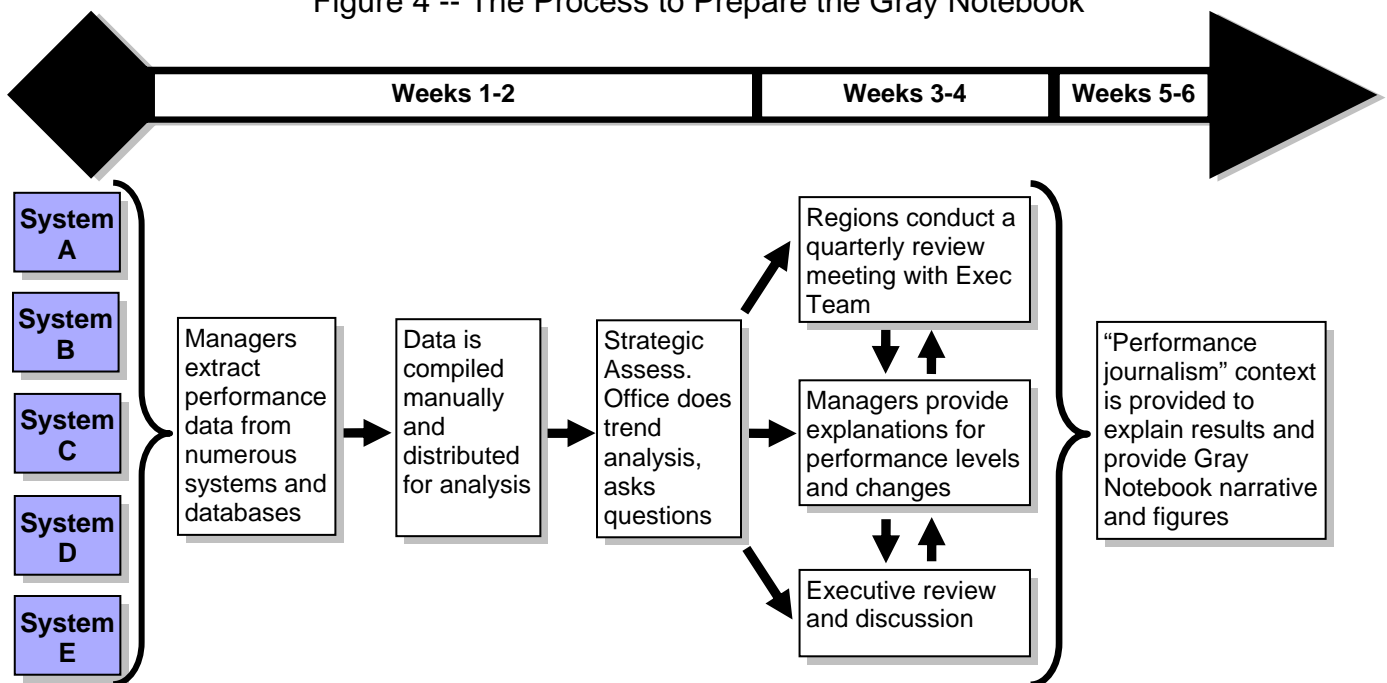 Figure 4 -- The Process to Prepare the Gray Notebook
Weeks 1-2
Weeks 3-4
Weeks 5-6
System
A
System
B
System
C
System
D
System
E
Managers
extract
performance
data from
numerous
systems and
databases
Data is
compiled
manually
and
distributed
for analysis
Strategic
Assess.
Office does
trend
analysis,
asks
questions
Regions conduct a
quarterly review
meeting with Exec
Team
Managers provide
explanations for
performance levels
and changes
Executive review
and discussion
“Performance
journalism” context
is provided to
explain results and
provide Gray
Notebook narrative
and figures